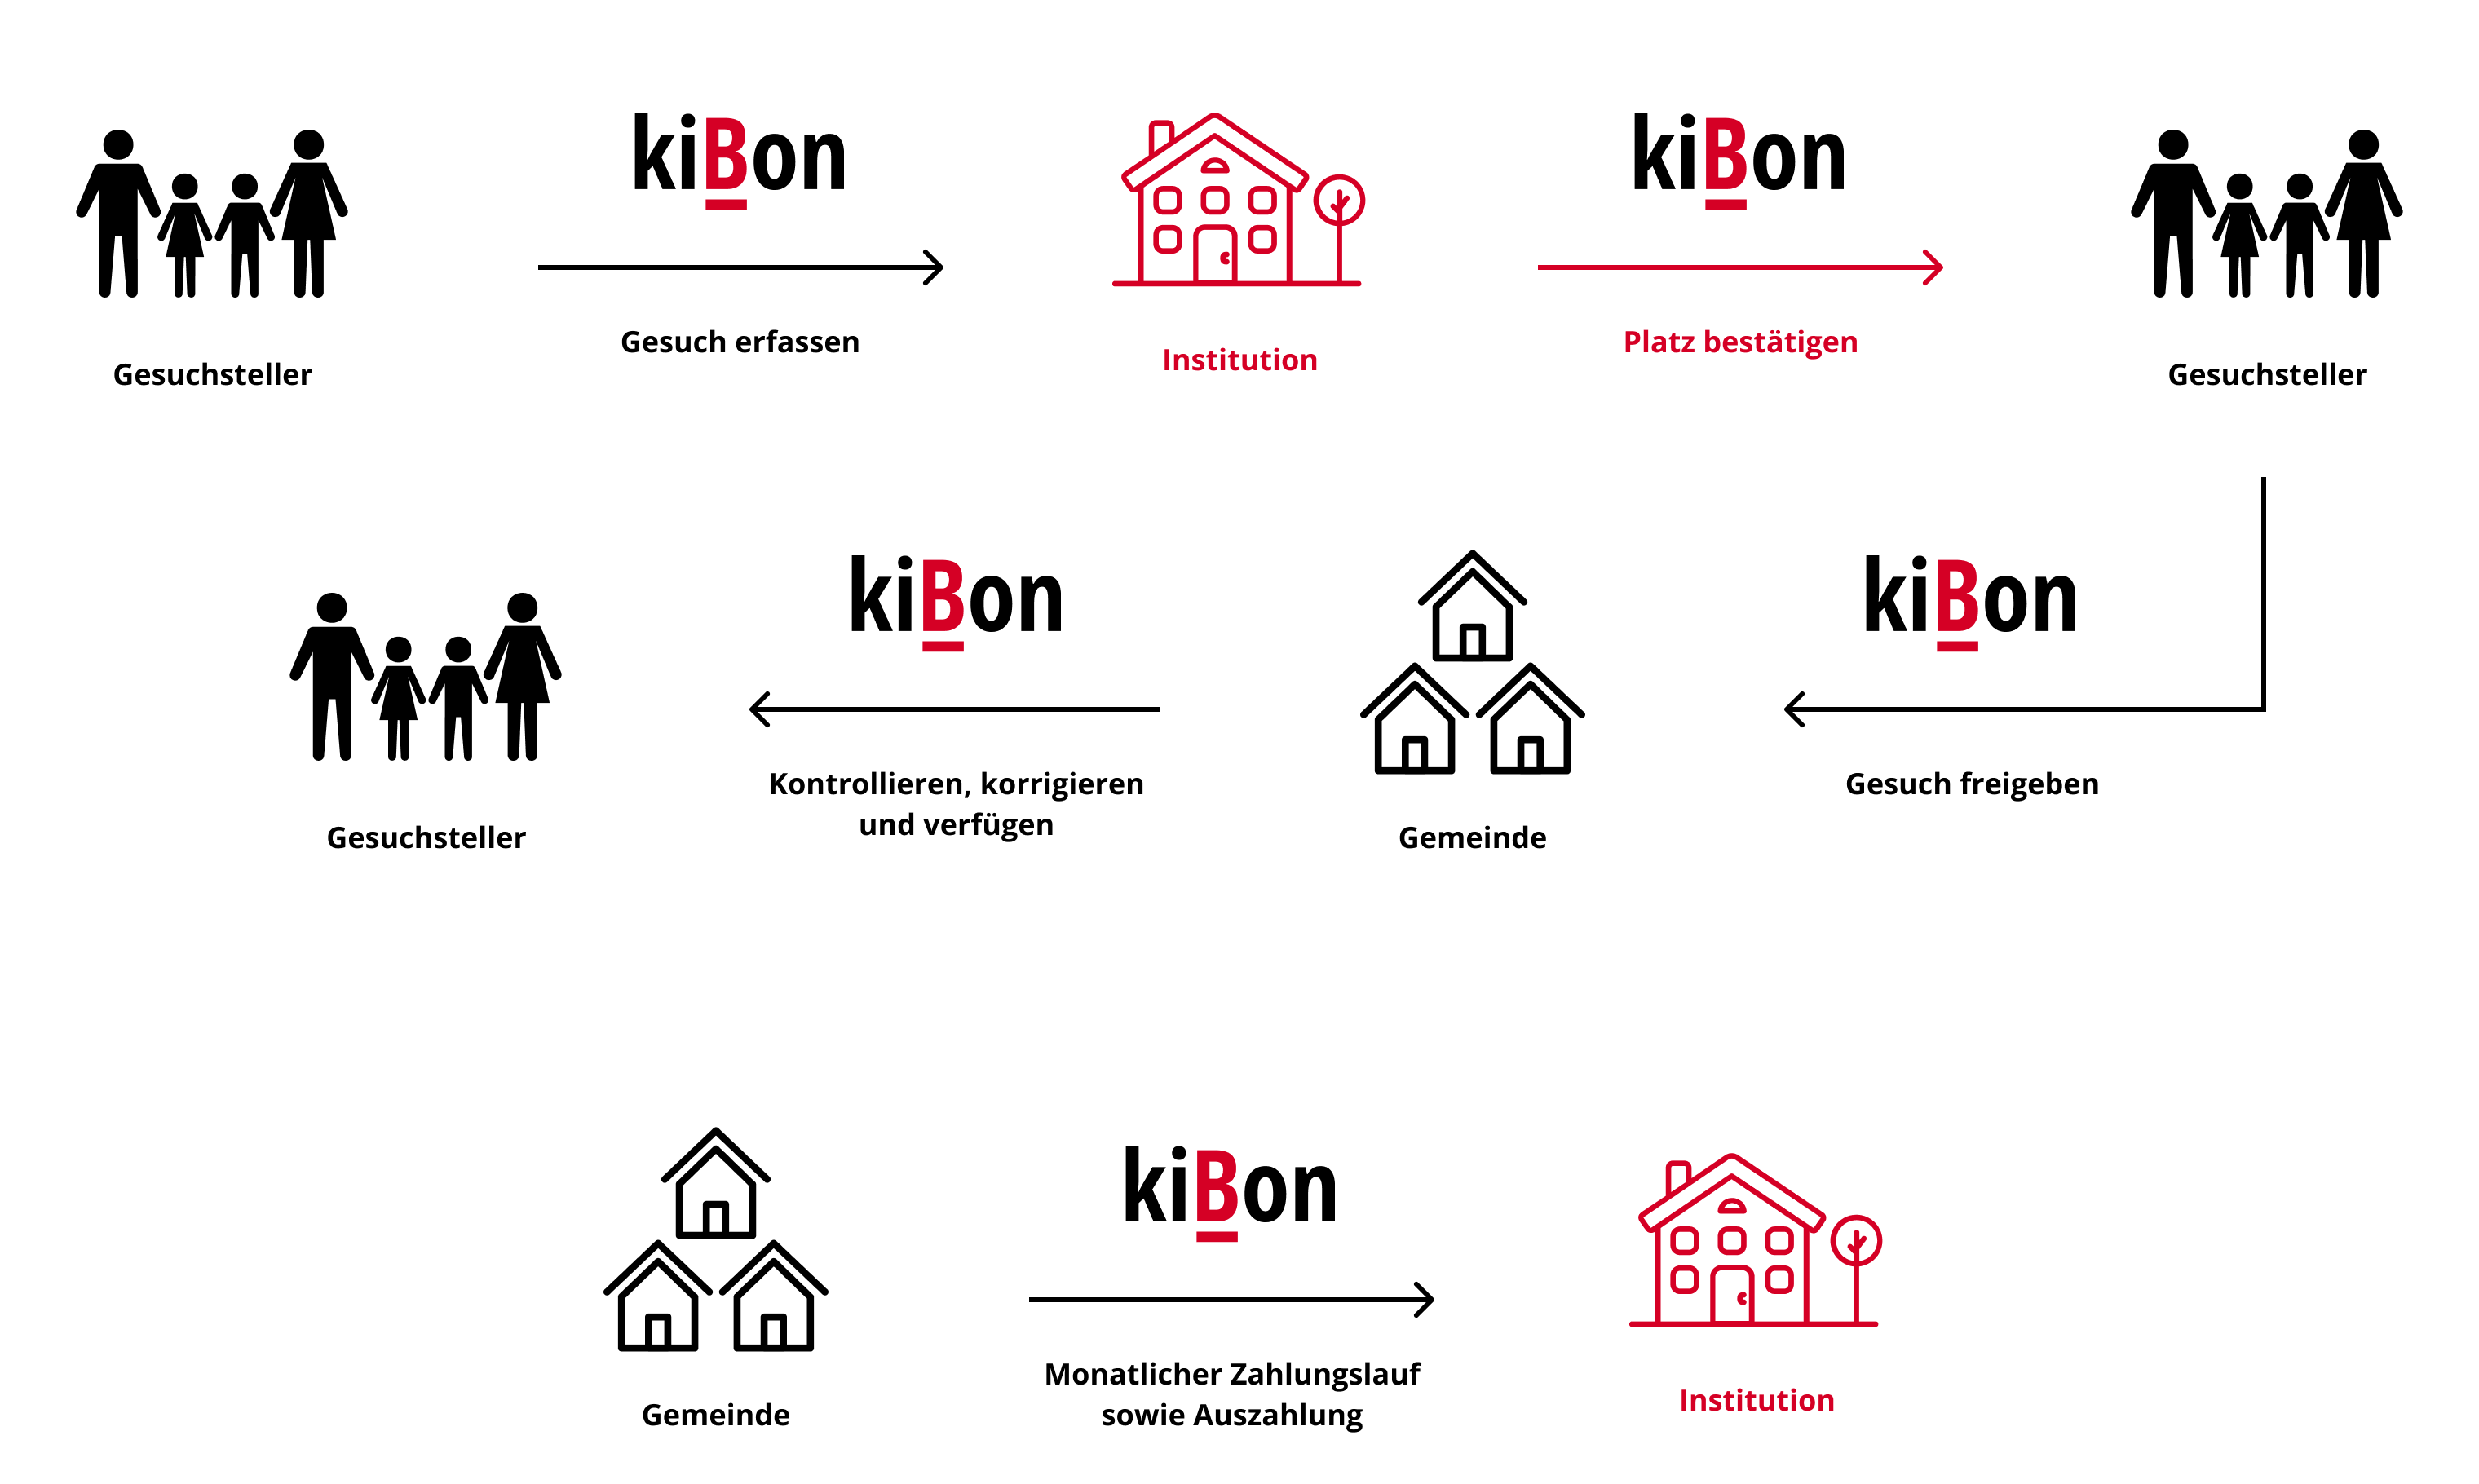 kiBon
kiBon
Gesuch erfassen
Platz bestätigen
Gesuchsteller
Institution
Gesuchsteller
kiBon
kiBon
Kontrollieren, korrigieren
und verfügen
Gesuch freigeben
Gesuchsteller
Gemeinde
kiBon
Monatlicher Zahlungslauf
sowie Auszahlung
Gemeinde
Institution